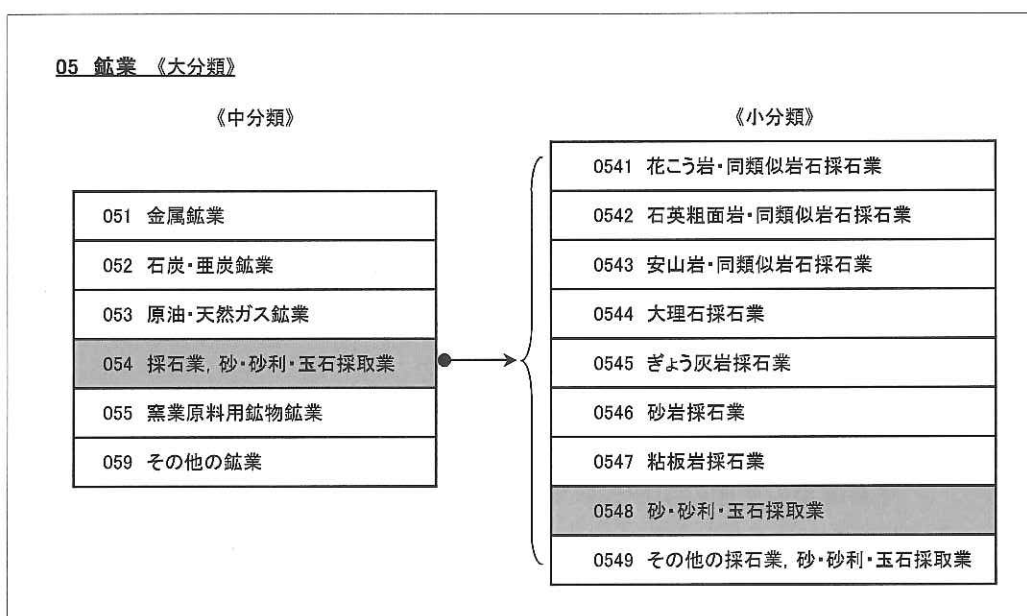 05 鉱業 《大分類》
《中分類》
051 金属鉱業
052 石炭・亜炭鉱業
053 原油・天然ガス鉱業
054 採石業, 砂・砂利・玉石採取業
055 窯業原料用鉱物鉱業
059 その他の鉱業
《小分類》
0541 花こう岩・同類似岩石採石業
0542 石英粗面岩・同類似岩石採石業
0543 安山岩・同類似岩石採石業
0544 大理石採石業
0545 ぎょう灰岩採石業
0546 砂岩採石業
0547 粘板岩採石業
0548 砂・砂利・玉石採取業
0549 その他の採石業, 砂・砂利・玉石採取業